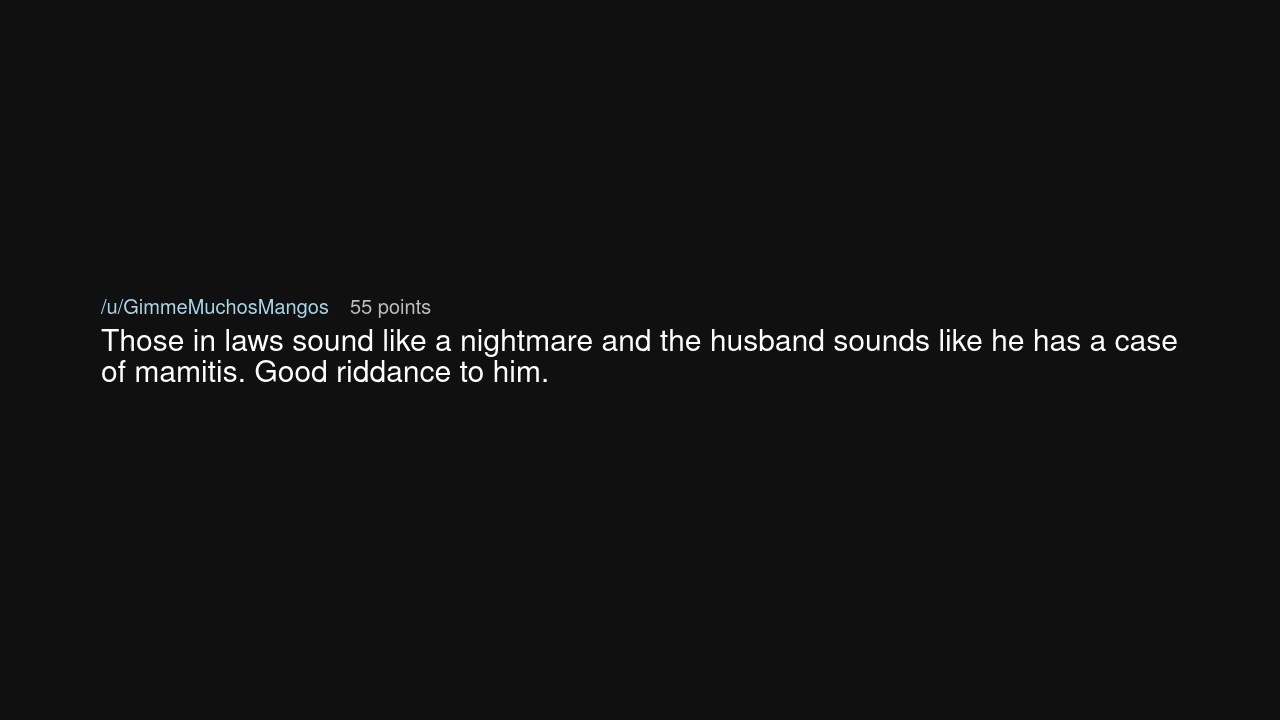 /u/GimmeMuchosMangos 55 points
Those in laws sound like a nightmare and the husband sounds like he has a case
of mamitis. Good riddance to him.